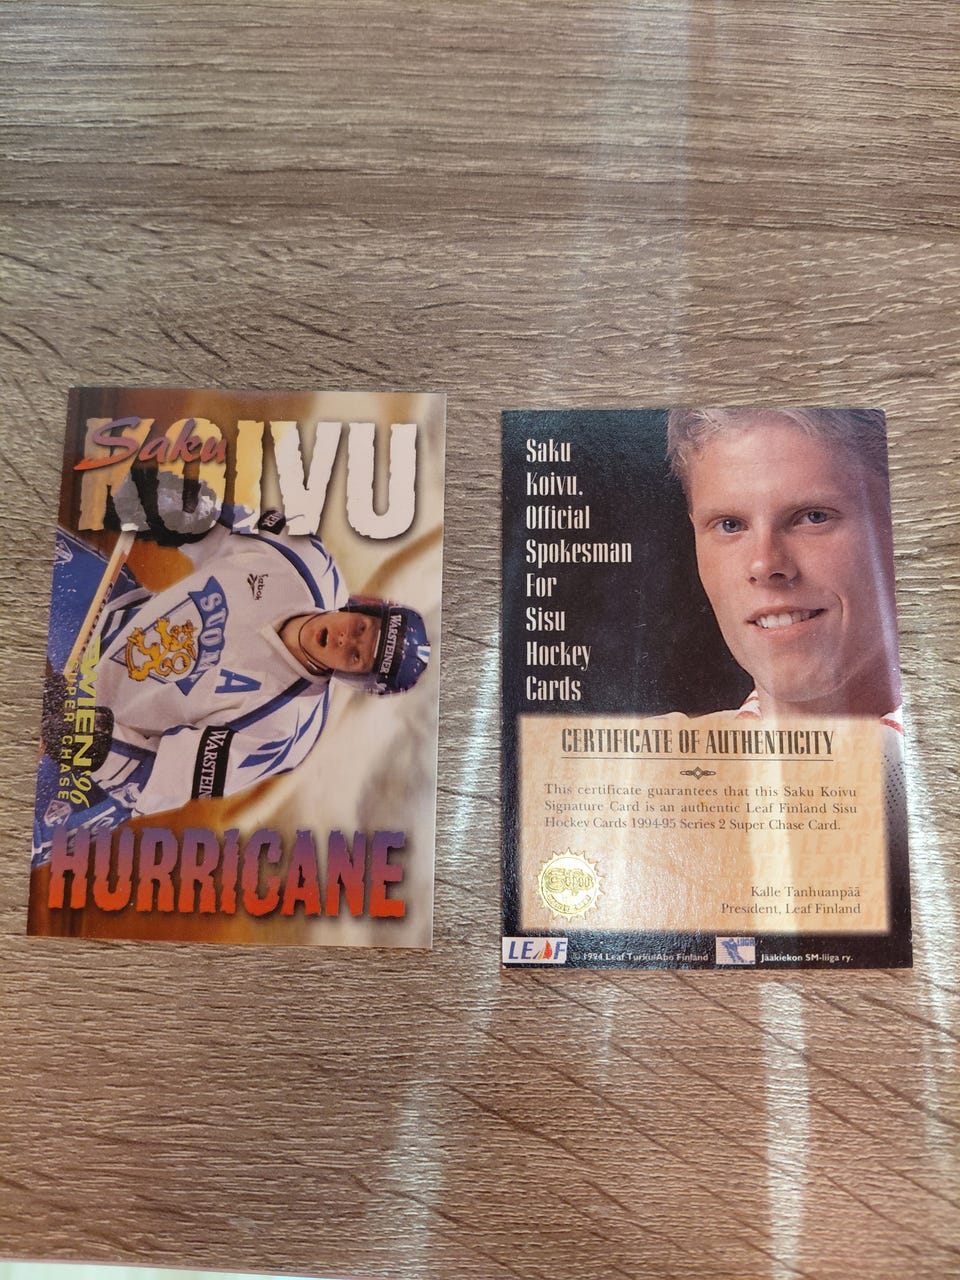 Saku
KOIVU
Reebok
SUOMI
A
WARSTEINER
WARSTEIN
WIEN '96
SUPER CHASE
HURRICANE
Saku
Koivu.
Official
Spokesman
For
Sisu
Hockey
Cards
CERTIFICATE OF AUTHENTICITY
This certificate guarantees that this Saku Koivu
Signature Card is an authentic Leaf Finland Sisu
Hockey Cards 1994-95 Series 2 Super Chase Card.
Kalle Tanhuanpää
President, Leaf Finland
LEAF
© 1994 Leaf Turku/Åbo Finland
LIIGA
Jääkiekon SM-liiga ry.